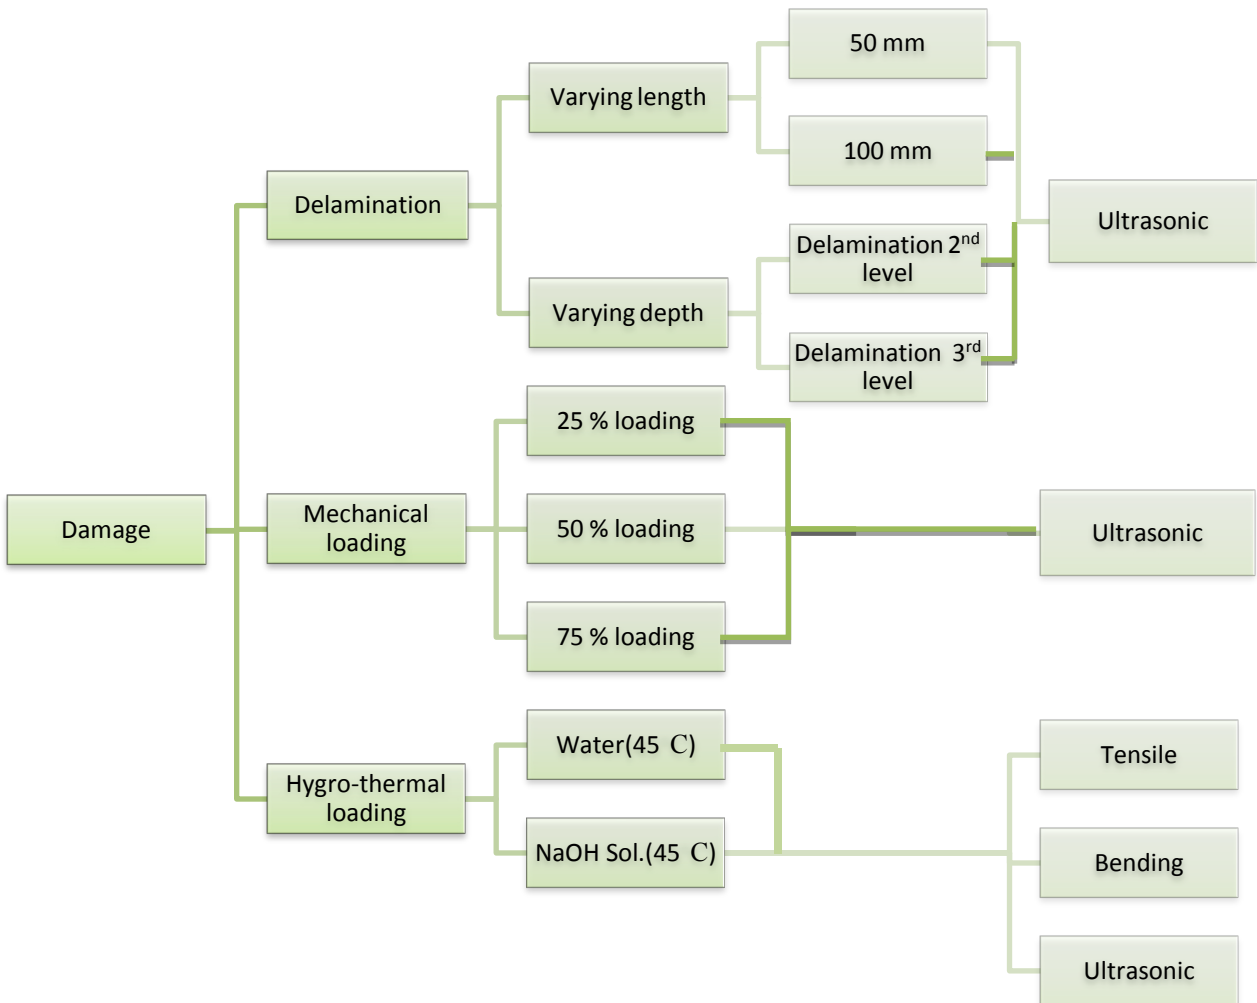 50 mm
Varying length
100 mm
Delamination
Ultrasonic
Delamination 2nd
level
Varying depth
Delamination 3rd
level
25 % loading
Damage
Mechanical
loading
50 % loading
Ultrasonic
75 % loading
Water(45 C)
Tensile
Hygro-thermal
loading
NaOH Sol.(45 C)
Bending
Ultrasonic